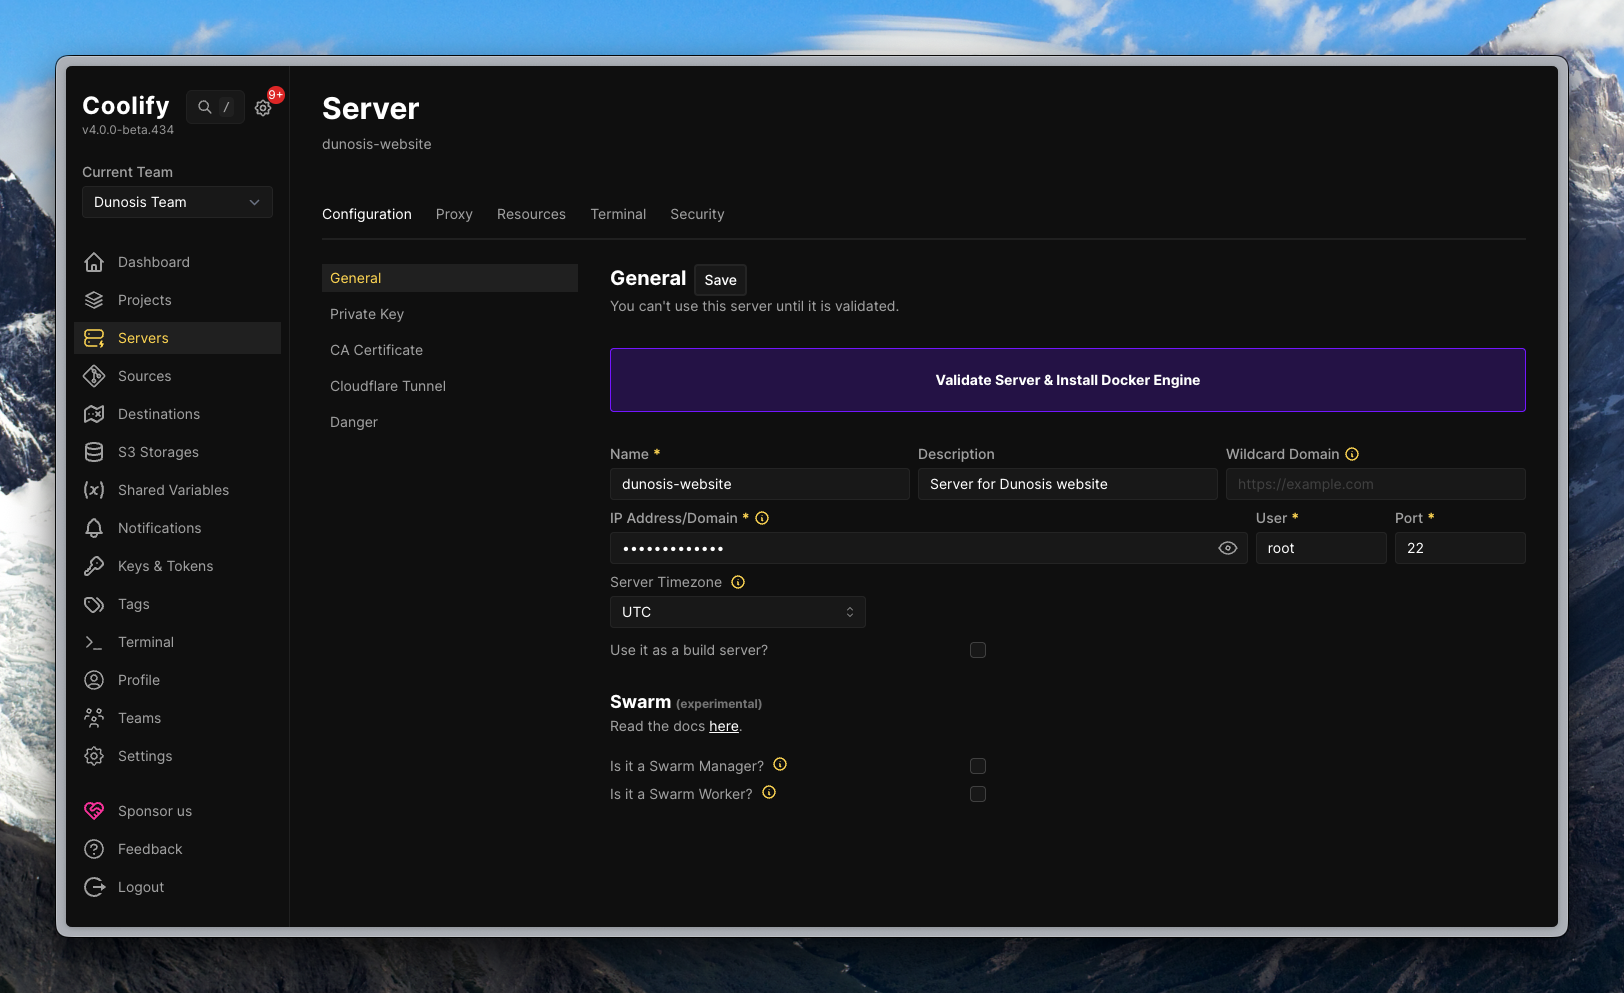 Coolify
/
9+
v4.0.0-beta.434
Current Team
Dunosis Team
Dashboard
Projects
Servers
Sources
Destinations
S3 Storages
Shared Variables
Notifications
Keys & Tokens
Tags
Terminal
Profile
Teams
Settings
Sponsor us
Feedback
Logout
Server
dunosis-website
Configuration Proxy Resources Terminal Security
General
Private Key
CA Certificate
Cloudflare Tunnel
Danger
General Save
You can't use this server until it is validated.
Validate Server & Install Docker Engine
Name * Description Wildcard Domain
dunosis-website Server for Dunosis website https://example.com
IP Address/Domain * User * Port *
••••••••••••• root 22
Server Timezone
UTC
Use it as a build server?
Swarm (experimental)
Read the docs here.
Is it a Swarm Manager?
Is it a Swarm Worker?